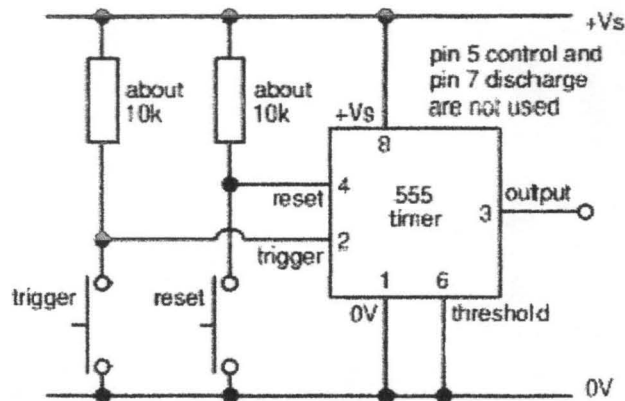 +Vs
pin 5 control and
pin 7 discharge
are not used
about
10k
about
10k
+Vs
8
4
reset
555
timer
3
output
2
trigger
1
6
0V
threshold
trigger
reset
0V